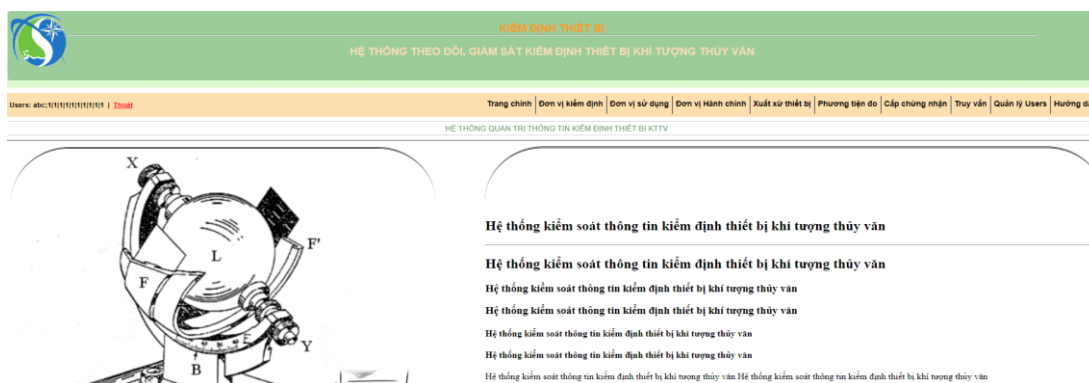 KIỂM ĐỊNH THIẾT BỊ
HỆ THỐNG THEO DÕI, GIÁM SÁT KIỂM ĐỊNH THIẾT BỊ KHÍ TƯỢNG THỦY VĂN
Users: abc;1|1|1|1|1|1|1|1|1|1 | Thoát
Trang chính Đơn vị kiểm định Đơn vị sử dụng Đơn vị Hành chính Xuất xứ thiết bị Phương tiện đo Cấp chứng nhận Truy vấn Quản lý Users Hướng d
HỆ THỐNG QUẢN TRỊ THÔNG TIN KIỂM ĐỊNH THIẾT BỊ KTTV
X
L
F'
F
E
Y
B
Hệ thống kiểm soát thông tin kiểm định thiết bị khí tượng thủy văn
Hệ thống kiểm soát thông tin kiểm định thiết bị khí tượng thủy văn
Hệ thống kiểm soát thông tin kiểm định thiết bị khí tượng thủy văn
Hệ thống kiểm soát thông tin kiểm định thiết bị khí tượng thủy văn
Hệ thống kiểm soát thông tin kiểm định thiết bị khí tượng thủy văn
Hệ thống kiểm soát thông tin kiểm định thiết bị khí tượng thủy văn
Hệ thống kiểm soát thông tin kiểm định thiết bị khí tượng thủy văn Hệ thống kiểm soát thông tin kiểm định thiết bị khí tượng thủy văn